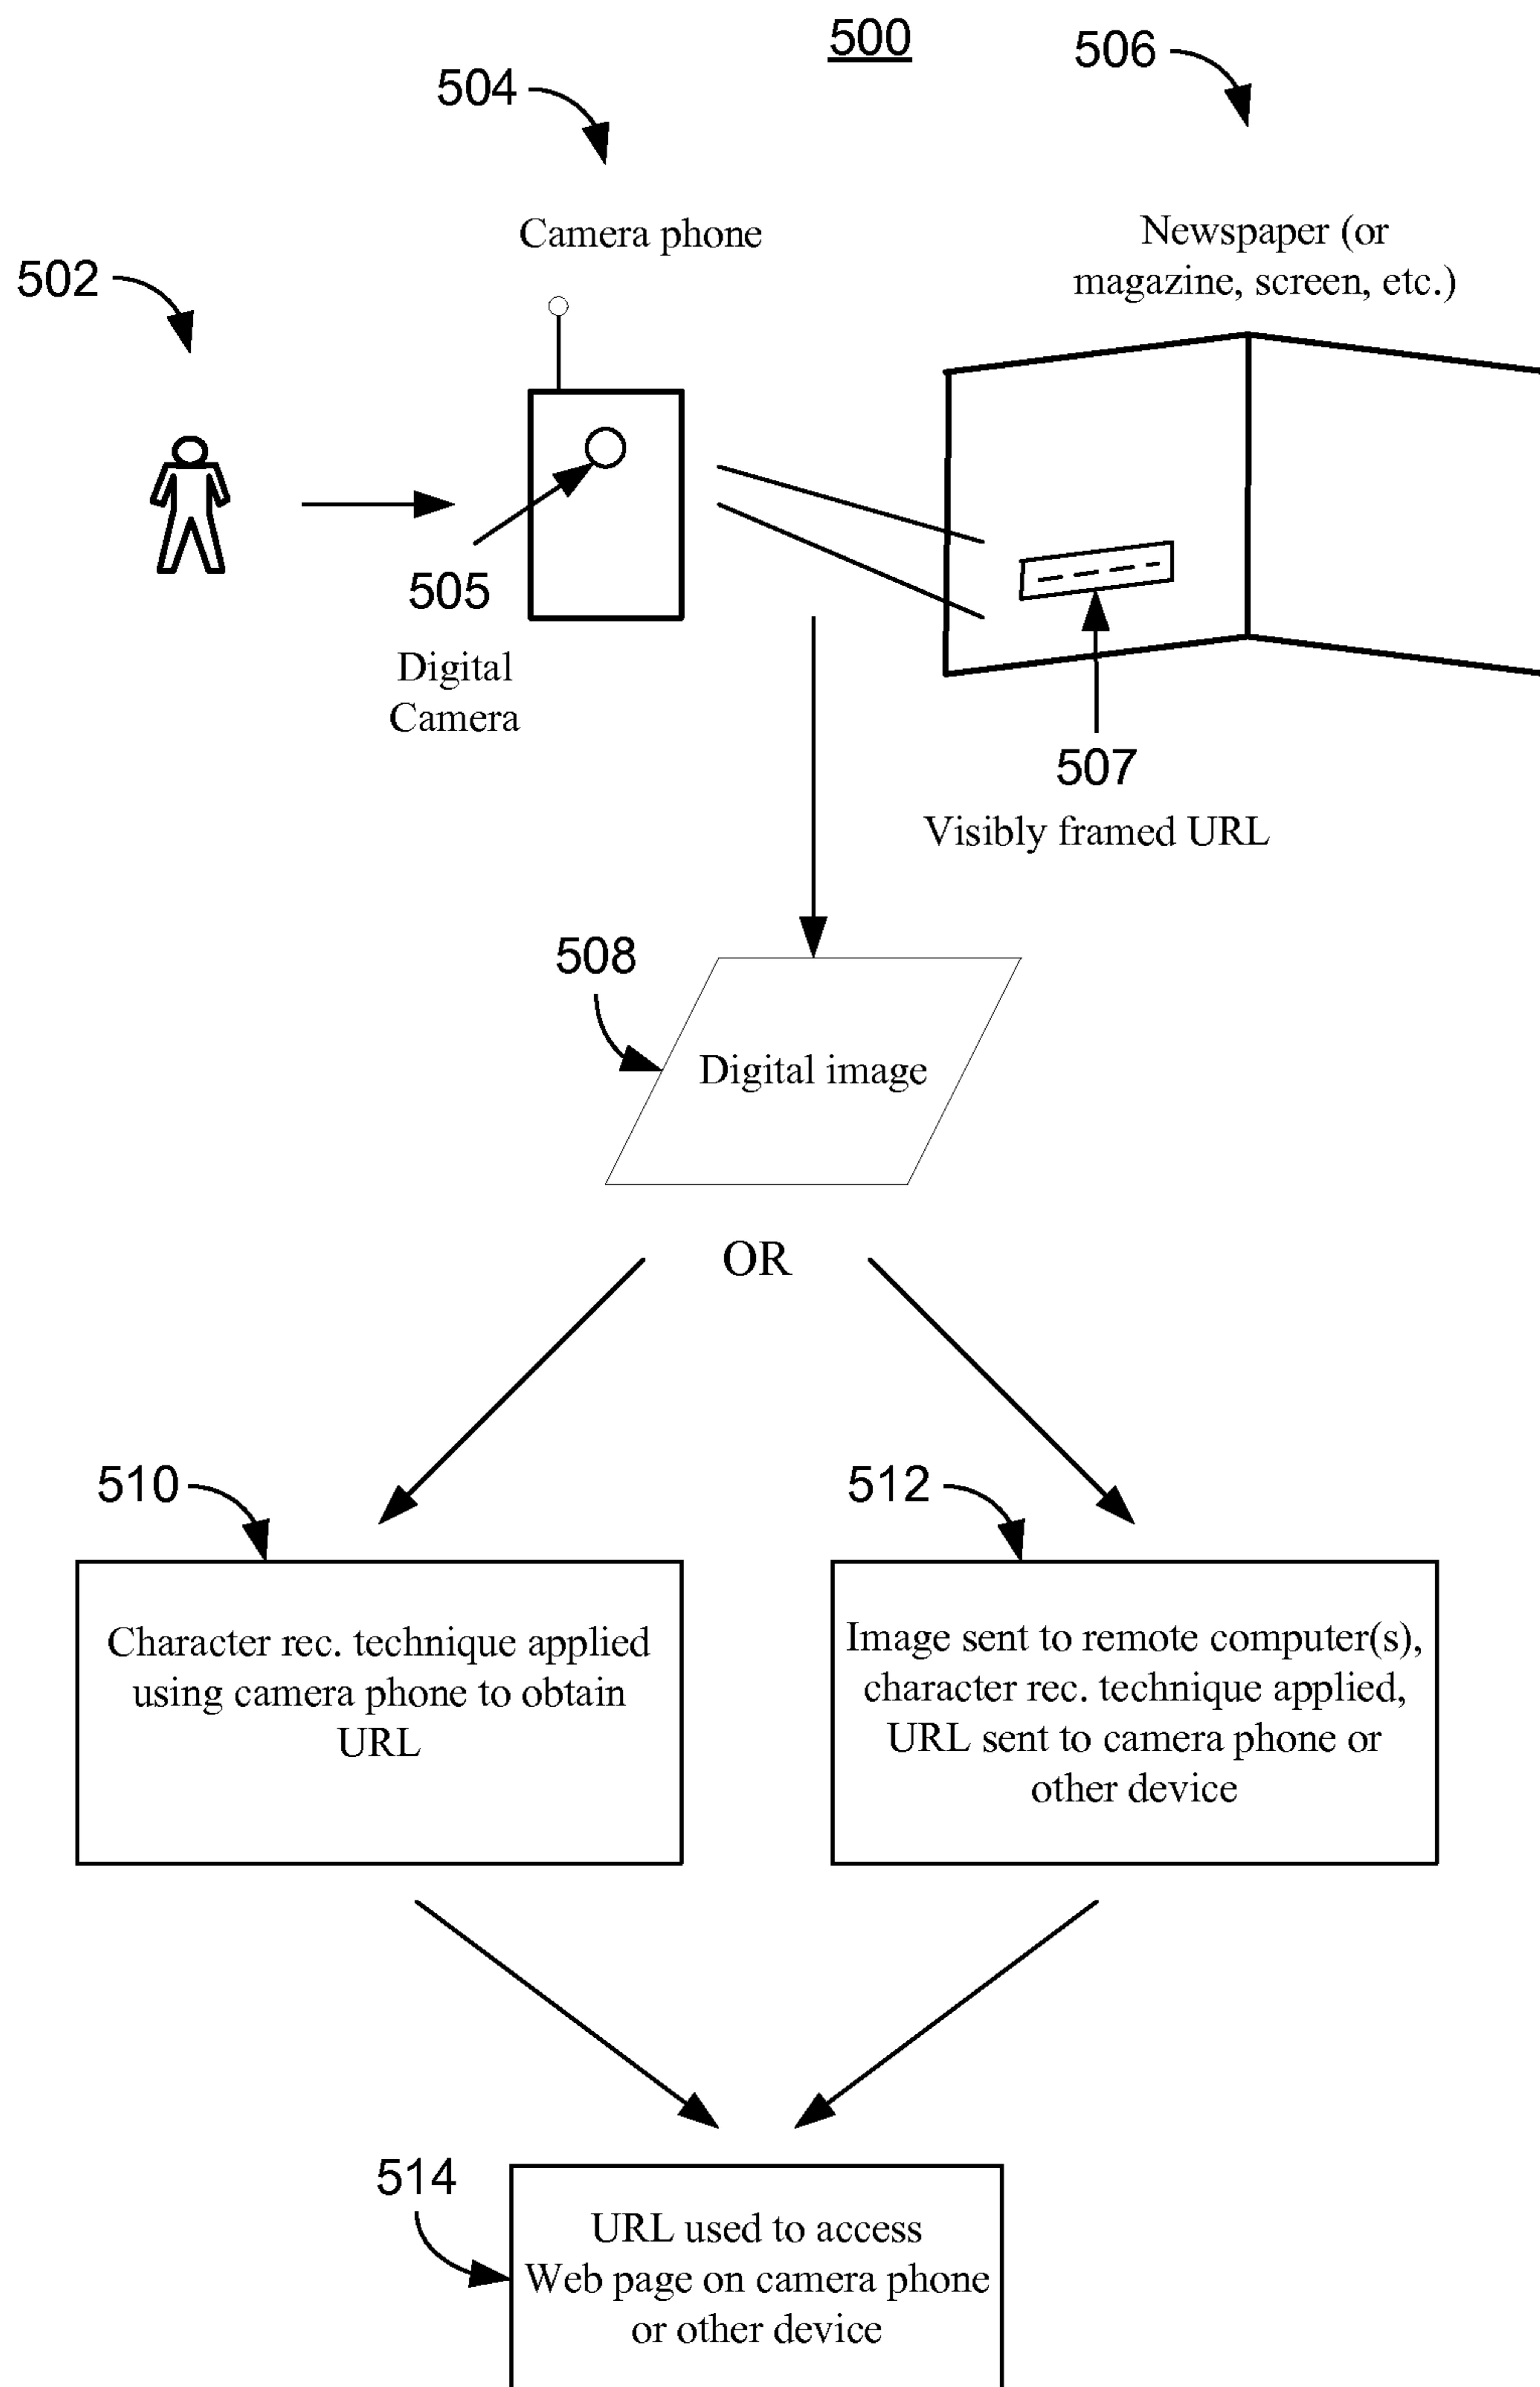 500
506
504
Camera phone
Newspaper (or
magazine, screen, etc.)
502
505
Digital
Camera
507
Visibly framed URL
508
Digital image
OR
510
512
Character rec. technique applied
using camera phone to obtain
URL
Image sent to remote computer(s),
character rec. technique applied,
URL sent to camera phone or
other device
514
URL used to access
Web page on camera phone
or other device